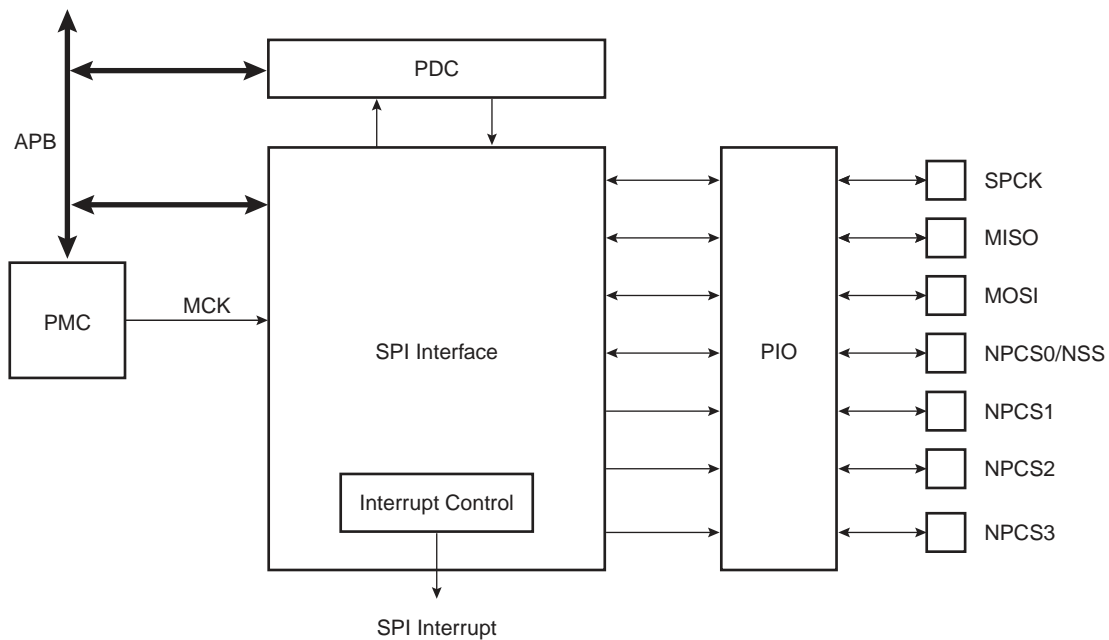 PDC
APB
SPCK
MISO
MCK
MOSI
PMC
SPI Interface
PIO
NPCS0/NSS
NPCS1
NPCS2
Interrupt Control
NPCS3
SPI Interrupt